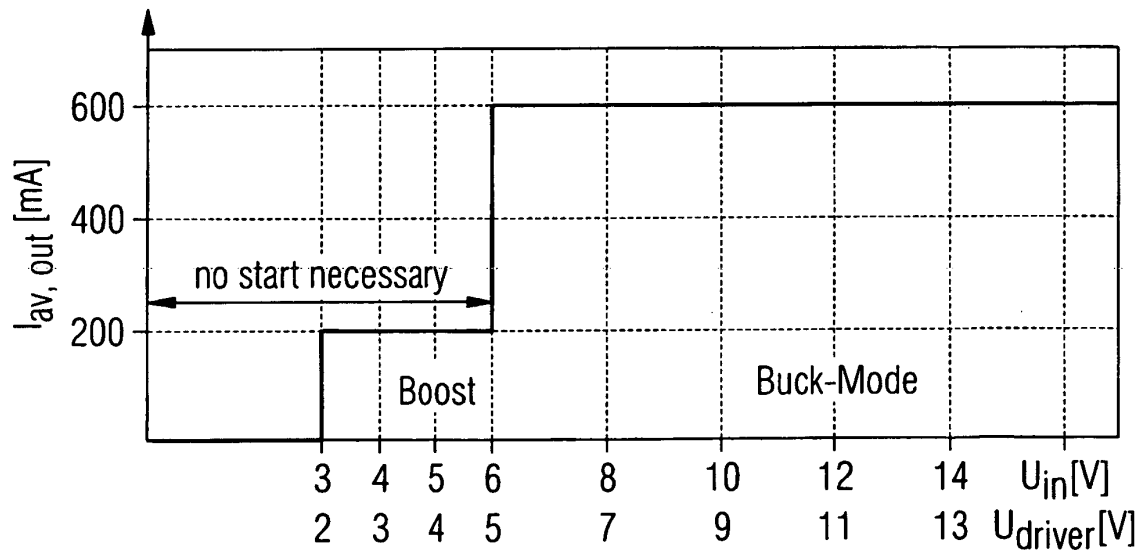 I_av, out [mA]
600
400
200
no start necessary
Boost
Buck-Mode
3 4 5 6 8 10 12 14 U_in[V]
2 3 4 5 7 9 11 13 U_driver[V]